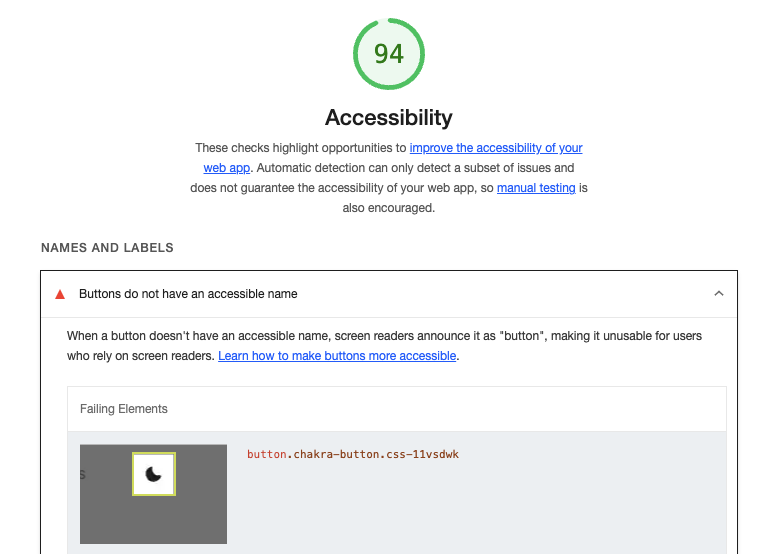 94
Accessibility
These checks highlight opportunities to improve the accessibility of your
web app. Automatic detection can only detect a subset of issues and
does not guarantee the accessibility of your web app, so manual testing is
also encouraged.
NAMES AND LABELS
Buttons do not have an accessible name
When a button doesn't have an accessible name, screen readers announce it as "button", making it unusable for users
who rely on screen readers. Learn how to make buttons more accessible.
Failing Elements
s
button.chakra-button.css-11vsdwk